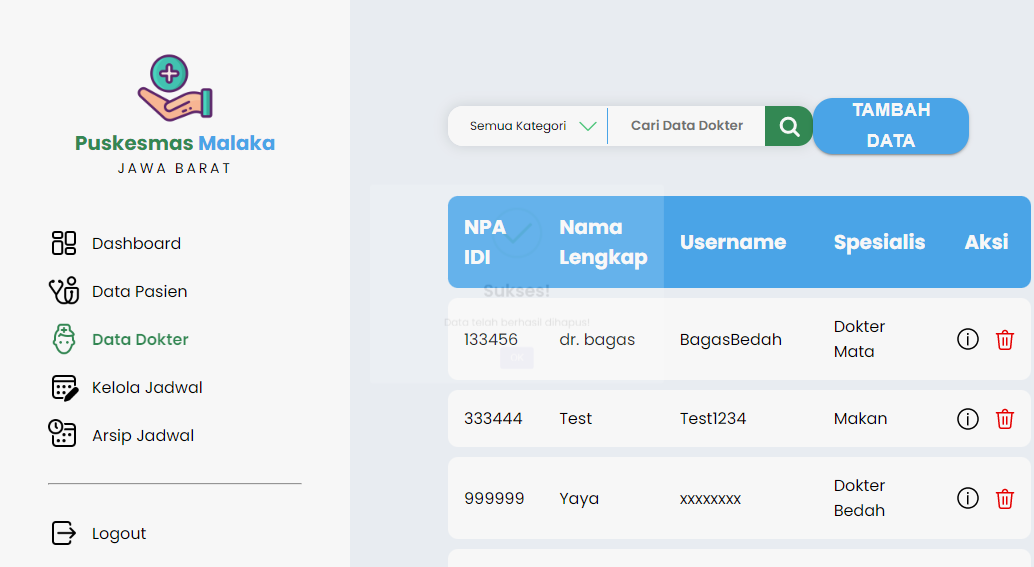 Puskesmas Malaka
JAWA BARAT
Dashboard
Data Pasien
Data Dokter
Kelola Jadwal
Arsip Jadwal
Logout
Semua Kategori
Cari Data Dokter
TAMBAH
DATA
NPA
IDI
Nama
Lengkap
Username
Spesialis
Aksi
Sukses!
Data telah berhasil dihapus!
133456
dr. bagas
BagasBedah
Dokter
Mata
333444
Test
Test1234
Makan
999999
Yaya
xxxxxxxx
Dokter
Bedah